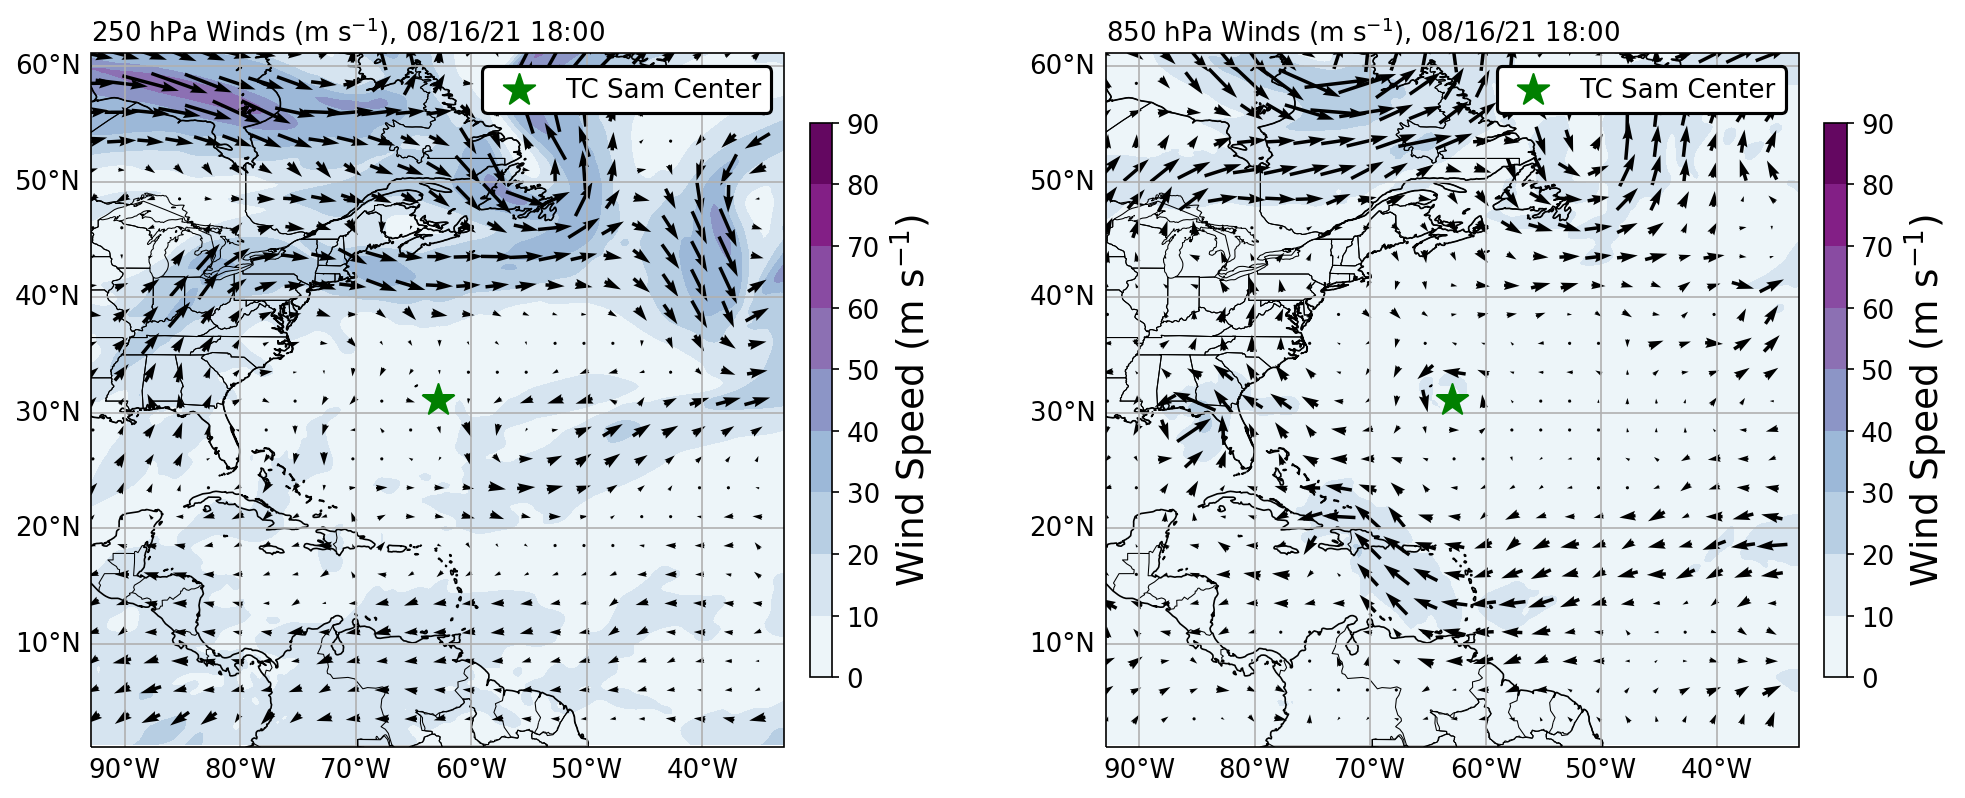 250 hPa Winds (m s⁻¹), 08/16/21 18:00
TC Sam Center
60°N
50°N
40°N
30°N
20°N
10°N
90°W 80°W 70°W 60°W 50°W 40°W
90
80
70
60
50
40
30
20
10
0
Wind Speed (m s⁻¹)
850 hPa Winds (m s⁻¹), 08/16/21 18:00
TC Sam Center
60°N
50°N
40°N
30°N
20°N
10°N
90°W 80°W 70°W 60°W 50°W 40°W
90
80
70
60
50
40
30
20
10
0
Wind Speed (m s⁻¹)